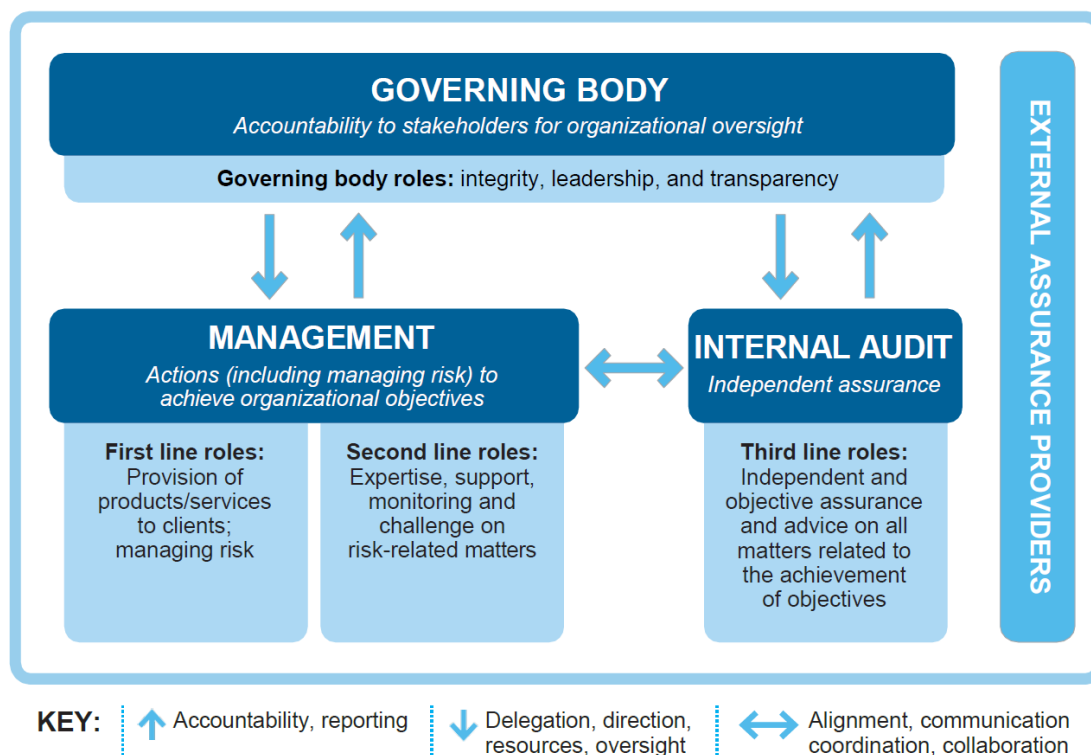 GOVERNING BODY
Accountability to stakeholders for organizational oversight
Governing body roles: integrity, leadership, and transparency
MANAGEMENT
Actions (including managing risk) to
achieve organizational objectives
First line roles:
Provision of
products/services
to clients;
managing risk
Second line roles:
Expertise, support,
monitoring and
challenge on
risk-related matters
INTERNAL AUDIT
Independent assurance
Third line roles:
Independent and
objective assurance
and advice on all
matters related to
the achievement
of objectives
EXTERNAL ASSURANCE PROVIDERS
KEY:
Accountability, reporting
Delegation, direction,
resources, oversight
Alignment, communication
coordination, collaboration